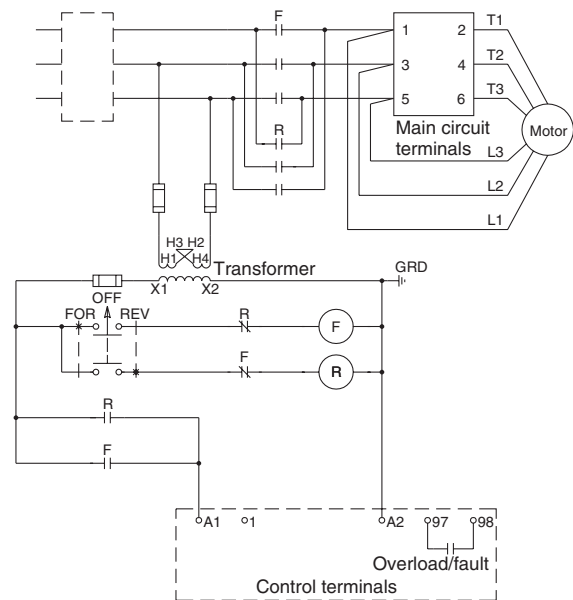 F
T1
1 2
T2
3 4
T3
5 6
R
Main circuit
terminals
Motor
L3
L2
L1
H3 H2
H1 H4
Transformer
GRD
X1 X2
OFF
FOR REV
R
F
F
R
R
F
A1 1 A2 97 98
Overload/fault
Control terminals